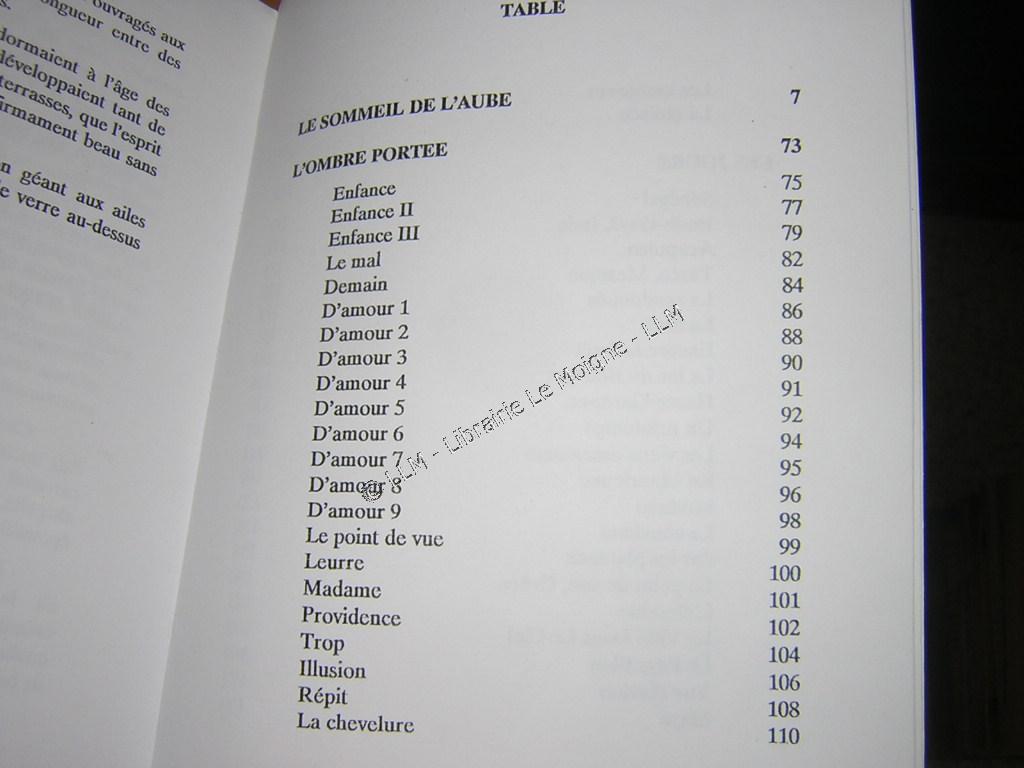 ouvragés aux
longueur entre des
s.
dormaient à l'âge des
développaient tant de
terrasses, que l'esprit
firmament beau sans
n géant aux ailes
e verre au-dessus
TABLE
LE SOMMEIL DE L'AUBE 7
L'OMBRE PORTEE 73
Enfance 75
Enfance II 77
Enfance III 79
Le mal 82
Demain 84
D'amour 1 86
D'amour 2 88
D'amour 3 90
D'amour 4 91
D'amour 5 92
D'amour 6 94
D'amour 7 95
D'amour 8 96
D'amour 9 98
Le point de vue 99
Leurre 100
Madame 101
Providence 102
Trop 104
Illusion 106
Répit 108
La chevelure 110
© LLM - Librairie Le Moigne - LLM